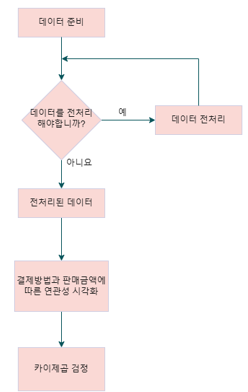 데이터 준비
데이터를 전처리
해야합니까?
예
데이터 전처리
아니요
전처리된 데이터
결제방법과 판매금액에
따른 연관성 시각화
카이제곱 검정